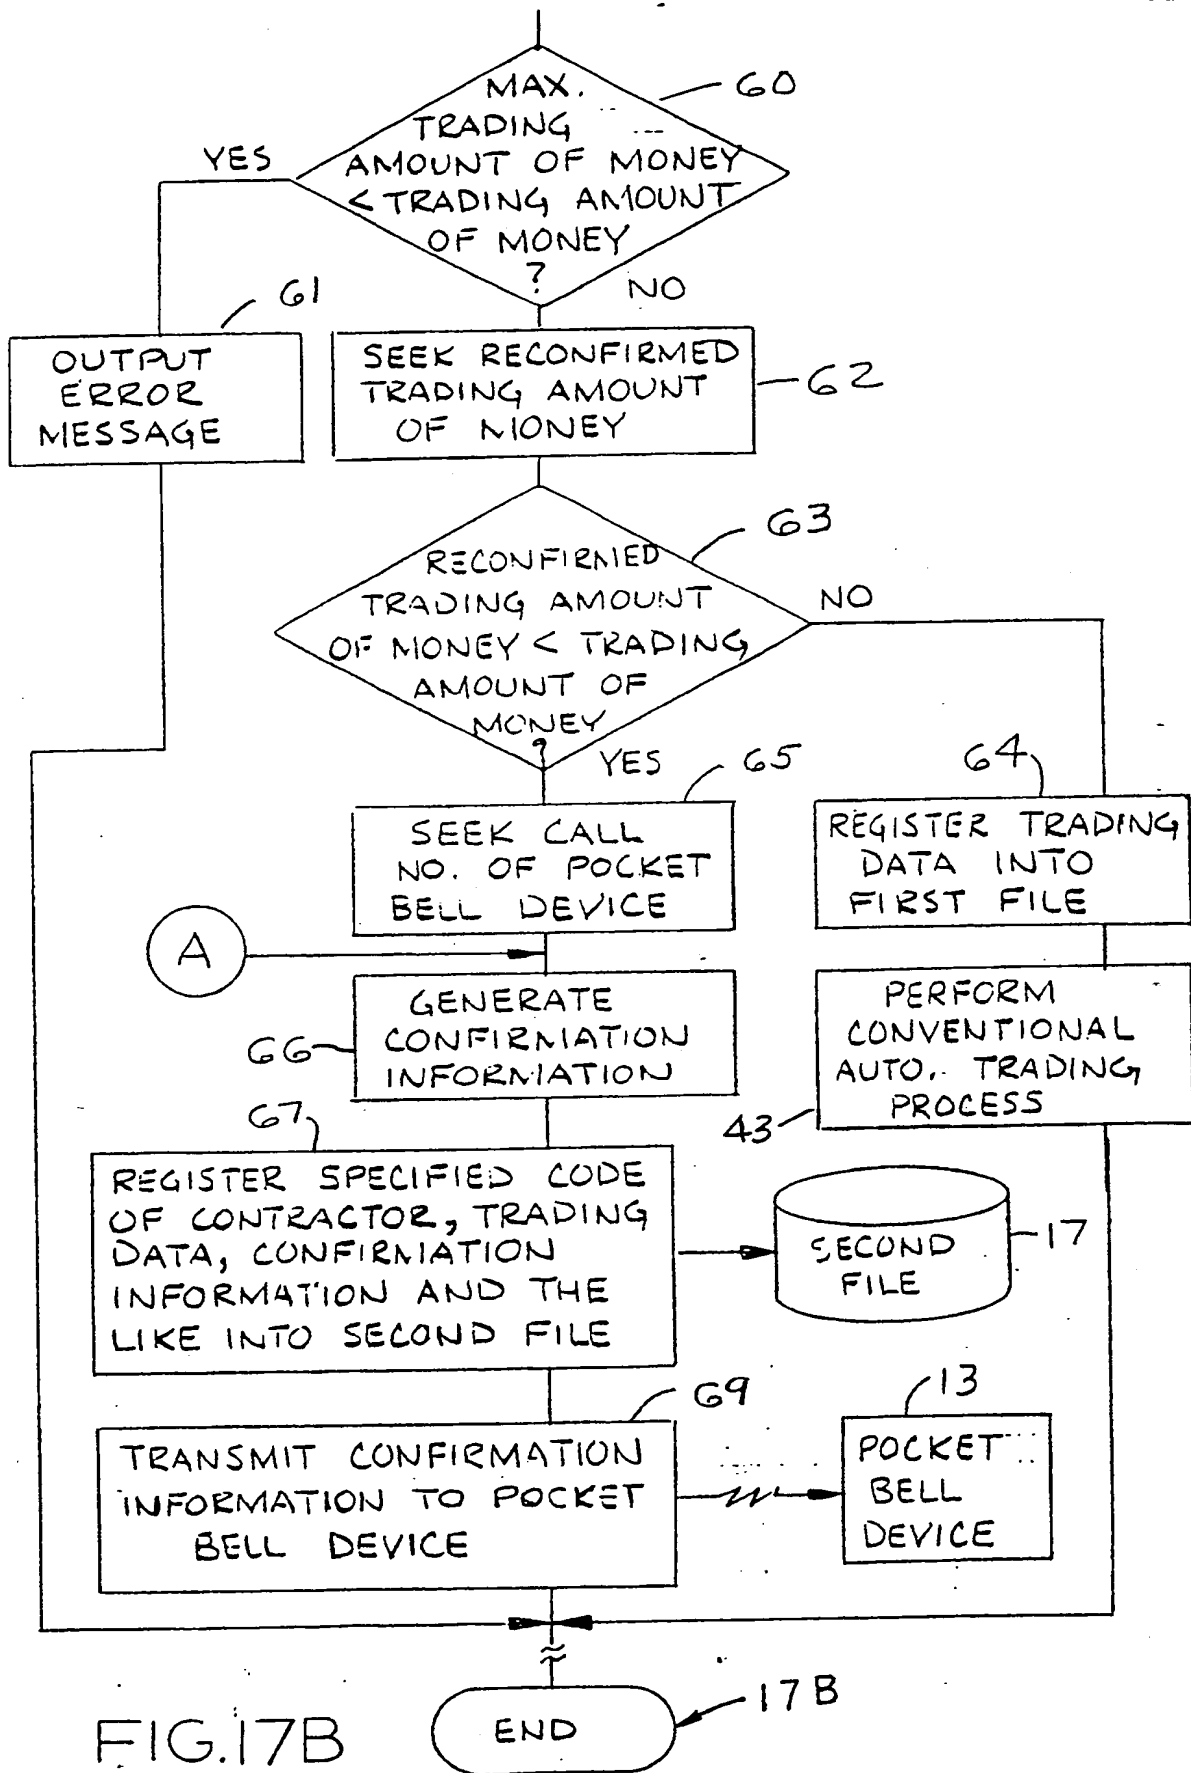 MAX.
TRADING
AMOUNT OF MONEY
< TRADING AMOUNT
OF MONEY
?
60
YES
NO
61
OUTPUT
ERROR
MESSAGE
SEEK RECONFIRMED
TRADING AMOUNT
OF MONEY
62
63
RECONFIRMED
TRADING AMOUNT
OF MONEY < TRADING
AMOUNT OF
MONEY
?
NO
YES
65
64
SEEK CALL
NO. OF POCKET
BELL DEVICE
REGISTER TRADING
DATA INTO
FIRST FILE
A
GENERATE
CONFIRMATION
INFORMATION
66
PERFORM
CONVENTIONAL
AUTO. TRADING
PROCESS
43
67
REGISTER SPECIFIED CODE
OF CONTRACTOR, TRADING
DATA, CONFIRMATION
INFORMATION AND THE
LIKE INTO SECOND FILE
SECOND
FILE
17
69
TRANSMIT CONFIRMATION
INFORMATION TO POCKET
BELL DEVICE
13
POCKET
BELL
DEVICE
END
17B
FIG.17B